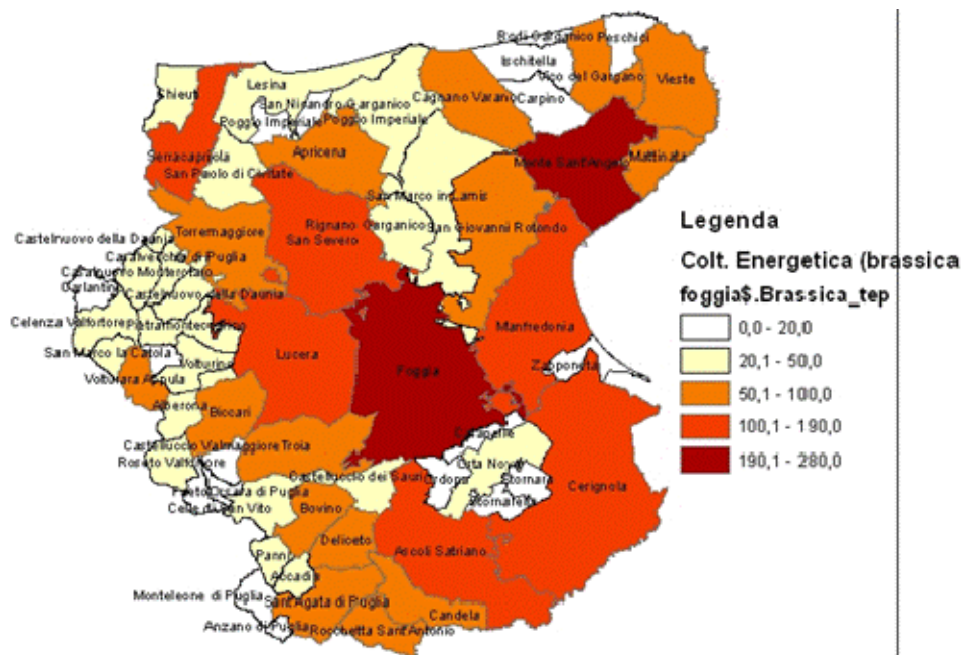 Rodi Garganico
Peschici
Ischitella
Vico del Gargano
Vieste
Lesina
Chieuti
San Nicandro Garganico
Cagnano Varano
Carpino
Poggio Imperiale
Poggio Imperiale
Apricena
Serracapriola
San Paolo di Civitate
Monte Sant'Angelo
Mattinata
San Marco in Lamis
Rignano Garganico
San Severo
San Giovanni Rotondo
Torremaggiore
Castelnuovo della Daunia
Casalvecchio di Puglia
Casalnuovo Monterotaro
Carlantino
Castelnuovo della Daunia
Celenza Valfortore
Pietramontecorvino
Manfredonia
San Marco la Catola
Volturino
Lucera
Foggia
Zapponeta
Volturara Appula
Alberona
Biccari
Castelluccio Valmaggiore
Troia
Carapelle
Roseto Valfortore
Castelluccio dei Sauri
Orta Nova
Ordona
Stornara
Stornarella
Cerignola
Faeto
Orsara di Puglia
Celle di San Vito
Bovino
Deliceto
Ascoli Satriano
Panni
Accadia
Monteleone di Puglia
Sant'Agata di Puglia
Candela
Anzano di Puglia
Rocchetta Sant'Antonio
Legenda
Colt. Energetica (brassica
foggia$.Brassica_tep
0,0 - 20,0
20,1 - 50,0
50,1 - 100,0
100,1 - 190,0
190,1 - 280,0